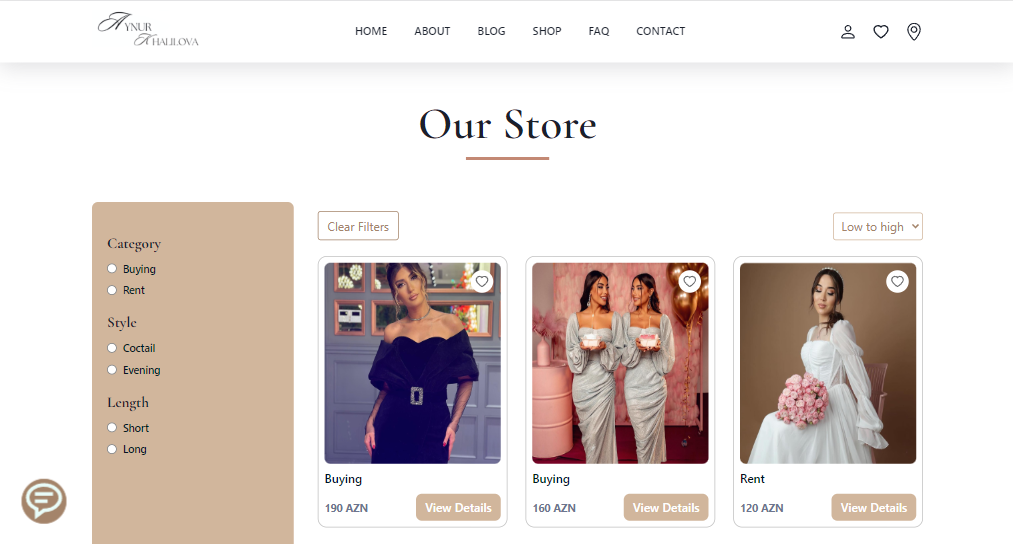 AYNUR
KHALILOVA
HOME ABOUT BLOG SHOP FAQ CONTACT
Our Store
Category
Buying
Rent
Style
Coctail
Evening
Length
Short
Long
Clear Filters
Low to high
Buying
190 AZN
View Details
Buying
160 AZN
View Details
Rent
120 AZN
View Details